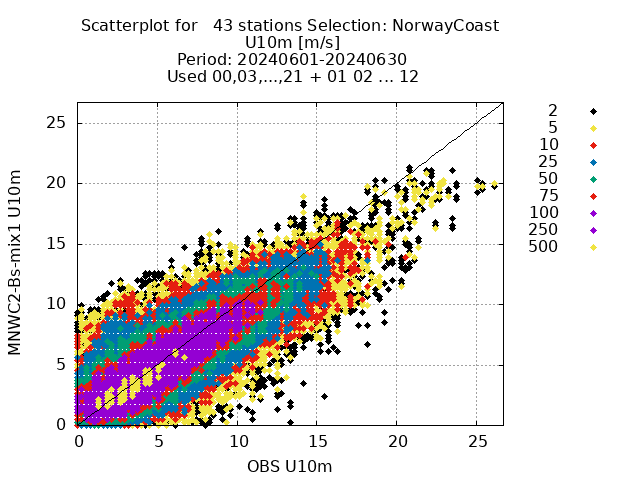 Scatterplot for   43 stations Selection: NorwayCoast
U10m [m/s]
Period: 20240601-20240630
Used 00,03,...,21 + 01 02 ... 12
2
5
10
25
50
75
100
250
500
MNWC2-Bs-mix1 U10m
25
20
15
10
5
0
0 5 10 15 20 25
OBS U10m